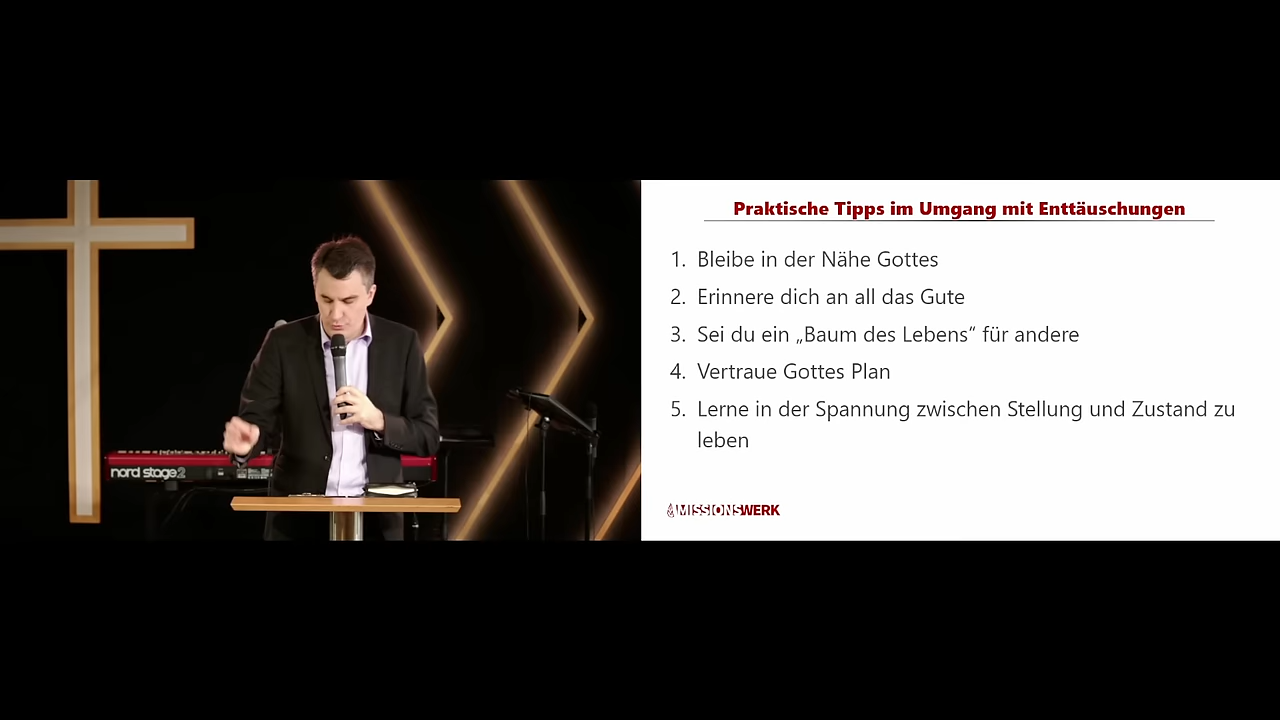 Praktische Tipps im Umgang mit Enttäuschungen
1. Bleibe in der Nähe Gottes
2. Erinnere dich an all das Gute
3. Sei du ein „Baum des Lebens“ für andere
4. Vertraue Gottes Plan
5. Lerne in der Spannung zwischen Stellung und Zustand zu
leben
MISSIONSWERK
nord stage 2